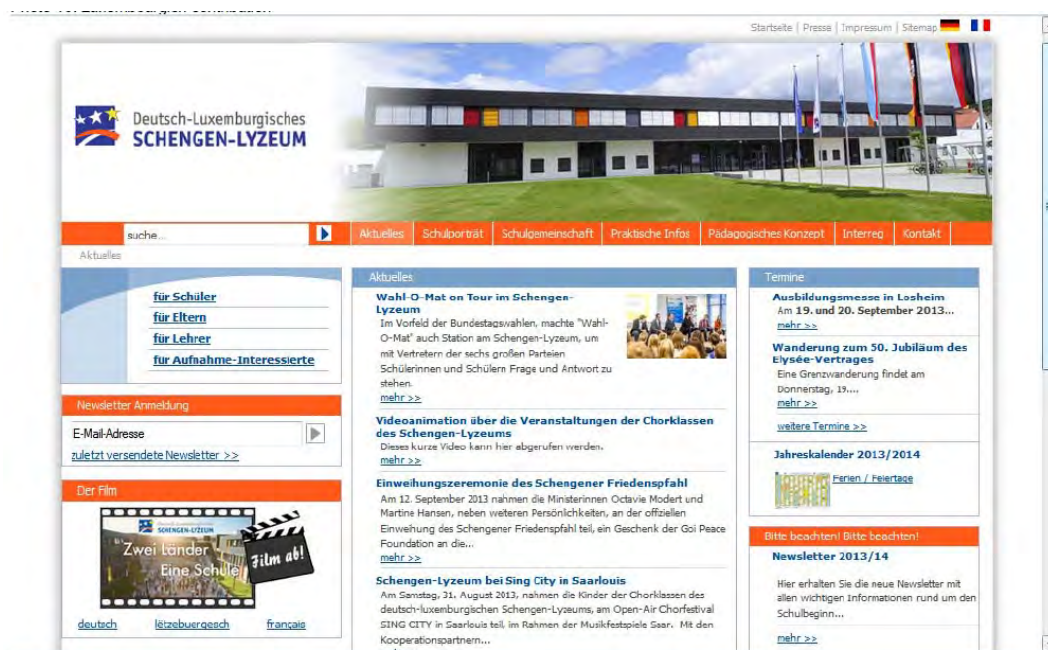 Startseite | Presse | Impressum | Sitemap
Deutsch-Luxemburgisches
SCHENGEN-LYZEUM
suche...
Aktuelles Schulporträt Schulgemeinschaft Praktische Infos Pädagogisches Konzept Interreg Kontakt
Aktuelles
für Schüler
für Eltern
für Lehrer
für Aufnahme-Interessierte
Newsletter Anmeldung
E-Mail-Adresse
zuletzt versendete Newsletter >>
Der Film
Deutsch-Luxemburgisches
SCHENGEN-LYZEUM
"Zwei Länder
Eine Schule"
Film ab!
deutsch lëtzebuergesch français
Aktuelles
Wahl-O-Mat on Tour im Schengen-
Lyzeum
Im Vorfeld der Bundestagswahlen, machte "Wahl-
O-Mat" auch Station am Schengen-Lyzeum, um
mit Vertretern der sechs großen Parteien
Schülerinnen und Schülern Frage und Antwort zu
stehen.
mehr >>
Videoanimation über die Veranstaltungen der Chorklassen
des Schengen-Lyzeums
Dieses kurze Video kann hier abgerufen werden.
mehr >>
Einweihungszeremonie des Schengener Friedenspfahl
Am 12. September 2013 nahmen die Ministerinnen Octavie Modert und
Martine Hansen, neben weiteren Persönlichkeiten, an der offiziellen
Einweihung des Schengener Friedenspfahl teil, ein Geschenk der Goi Peace
Foundation an die...
mehr >>
Schengen-Lyzeum bei Sing City in Saarlouis
Am Samstag, 31. August 2013, nahmen die Kinder der Chorklassen des
deutsch-luxemburgischen Schengen-Lyzeums, am Open-Air Chorfestival
SING CITY in Saarlouis teil, im Rahmen der Musikfestspiele Saar. Mit den
Kooperationspartnern...
Termine
Ausbildungsmesse in Losheim
Am 19. und 20. September 2013...
mehr >>
Wanderung zum 50. Jubiläum des
Elysée-Vertrages
Eine Grenzwanderung findet am
Donnerstag, 19....
mehr >>
weitere Termine >>
Jahreskalender 2013/2014
Ferien / Feiertage
Bitte beachten! Bitte beachten!
Newsletter 2013/14
Hier erhalten Sie die neue Newsletter mit
allen wichtigen Informationen rund um den
Schulbeginn...
mehr >>